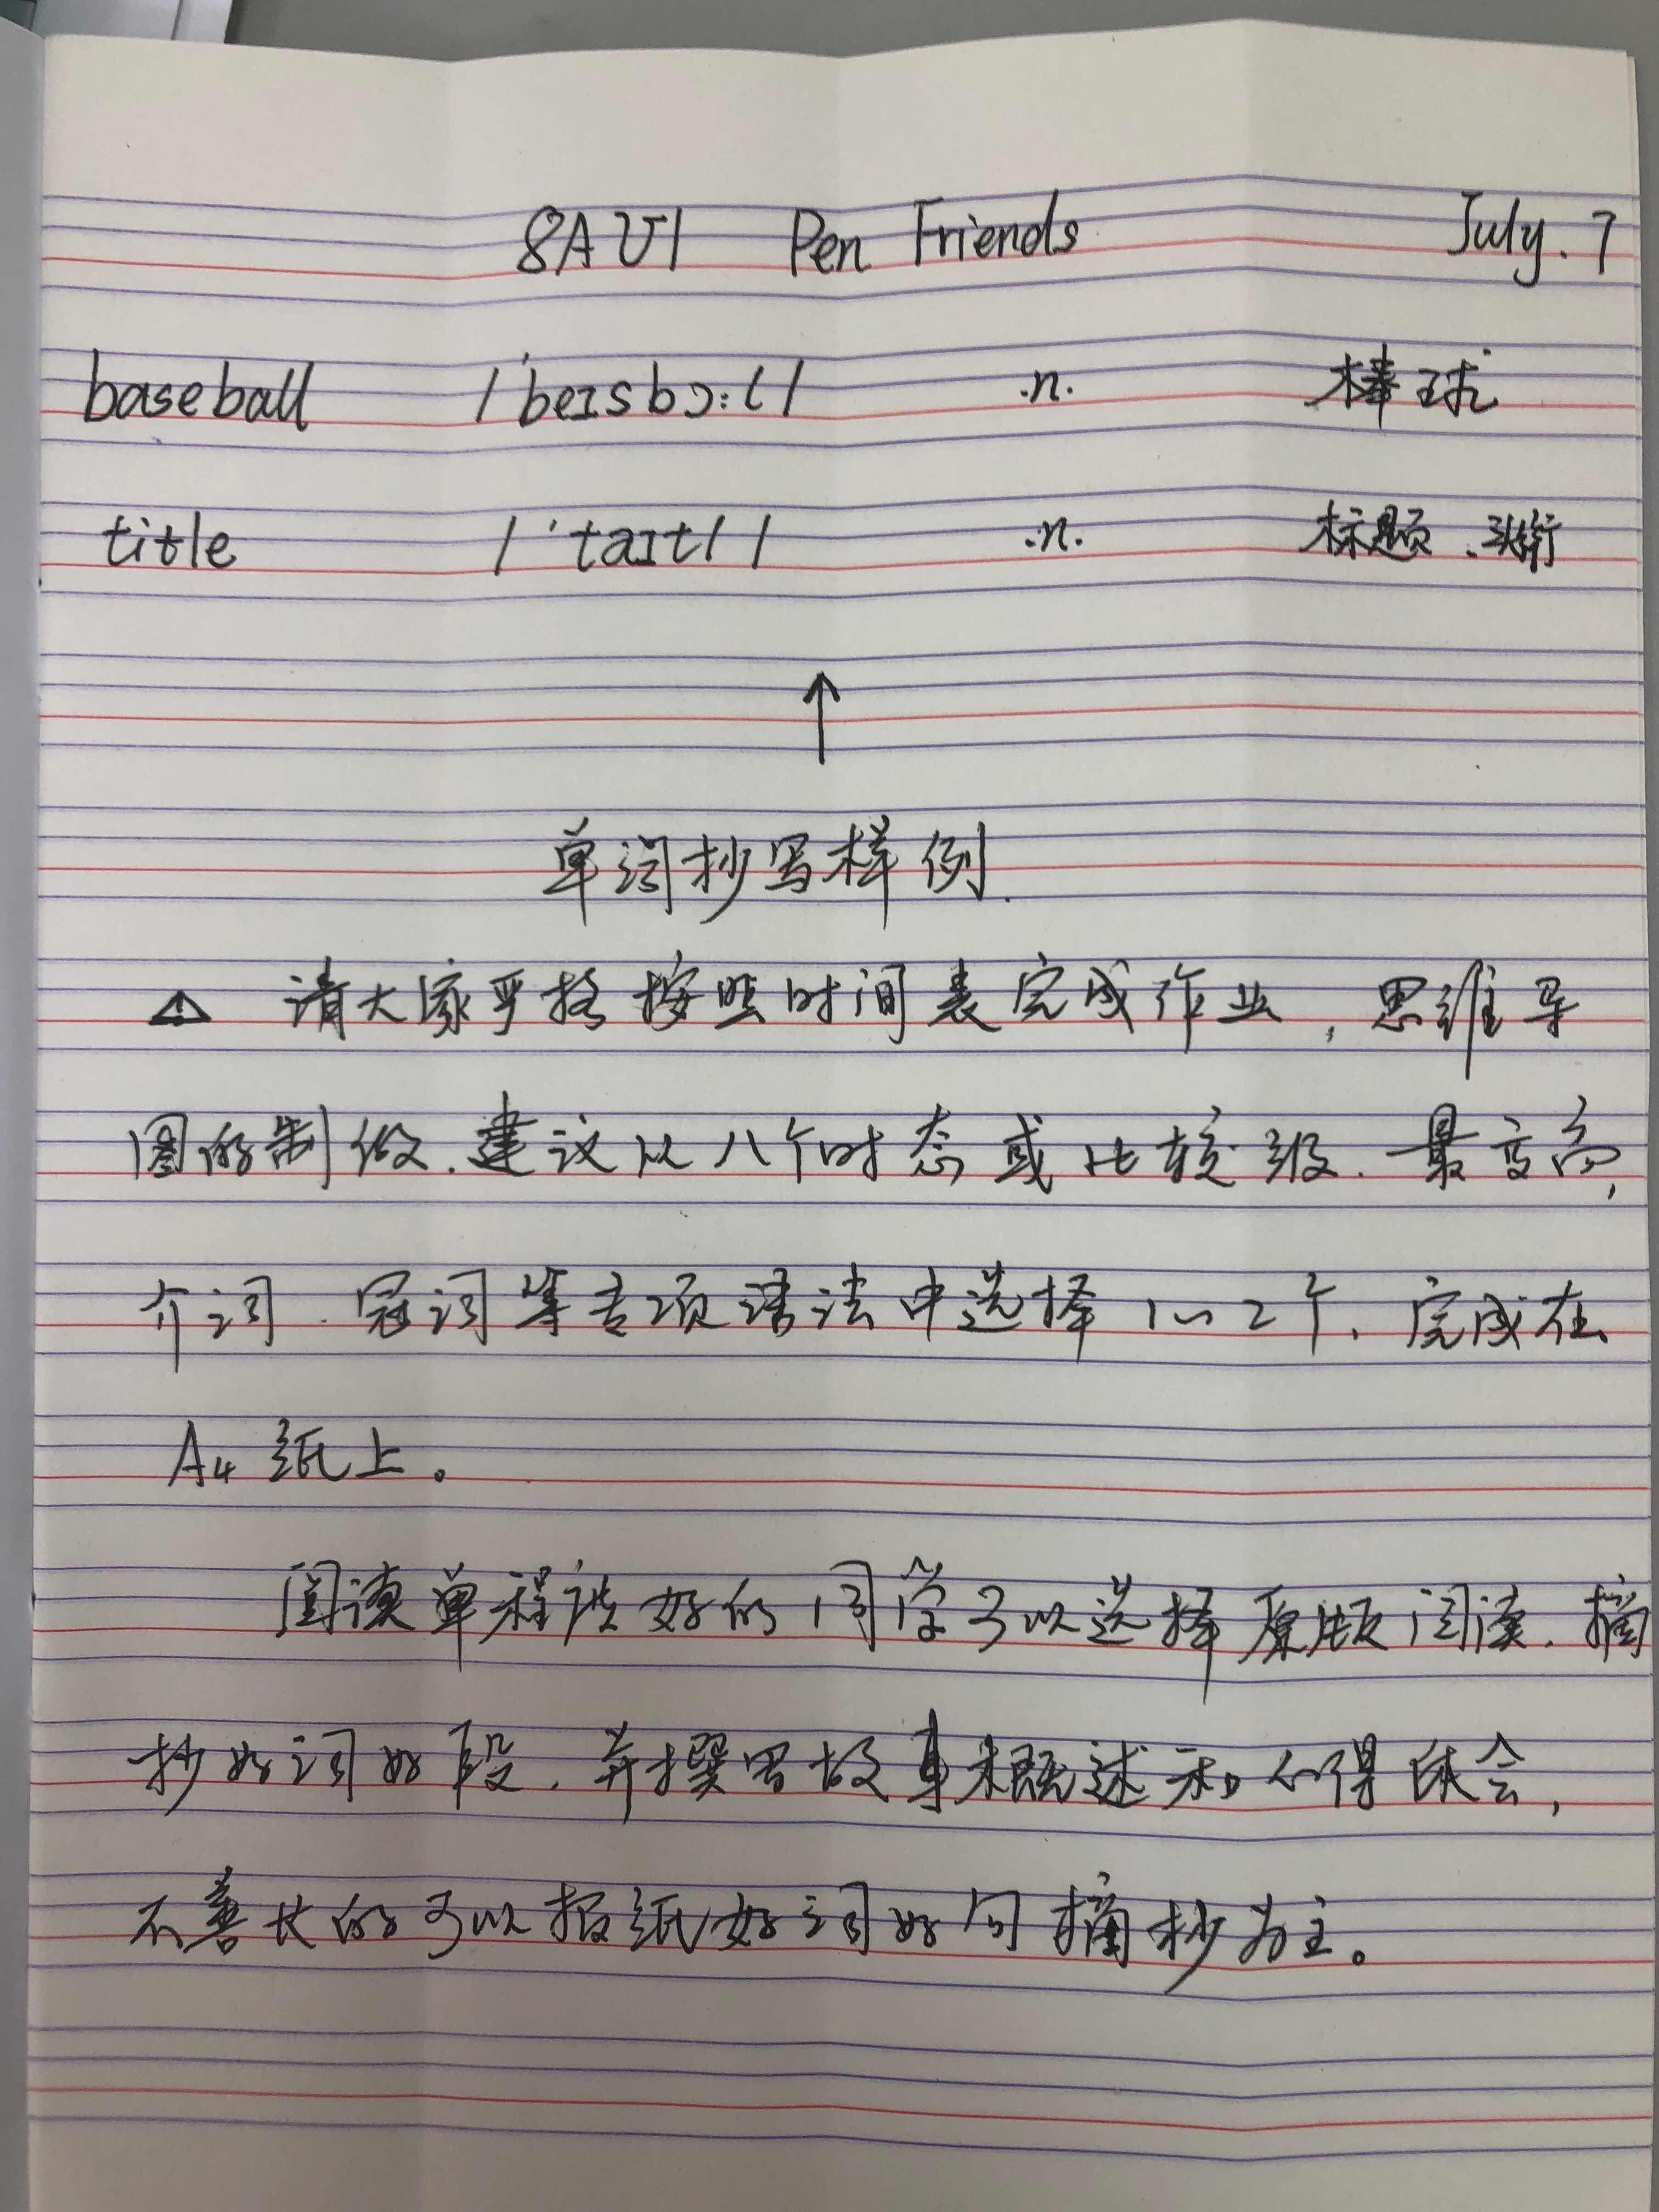 8A U1 Pen Friends July. 7
baseball /ˈbeɪsbɔ:l/ n. 棒球
title /ˈtaɪtl/ n. 标题、头衔
↑
单词抄写样例.
⚠ 请大家严格按照时间表完成作业,思维导
图的制做.建议从八个时态或比较级.最高,
介词.冠词等专项语法中选择1~2个.完成在
A4纸上。
阅读单程好的同学可以选择原版阅读.摘
抄好词好段.并撰写故事概述和心得体会,
不善长的可以报纸好词好句摘抄为主。